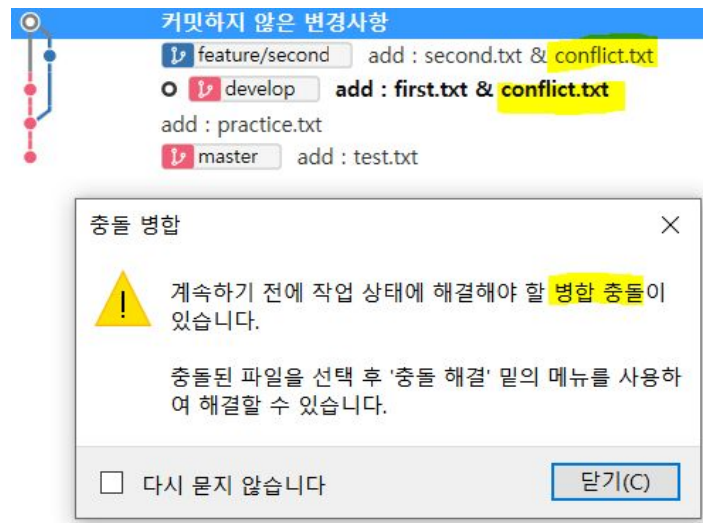 커밋하지 않은 변경사항
feature/second add : second.txt & conflict.txt
develop add : first.txt & conflict.txt
add : practice.txt
master add : test.txt
충돌 병합
계속하기 전에 작업 상태에 해결해야 할 병합 충돌이
있습니다.
충돌된 파일을 선택 후 '충돌 해결' 밑의 메뉴를 사용하
여 해결할 수 있습니다.
다시 묻지 않습니다
닫기(C)